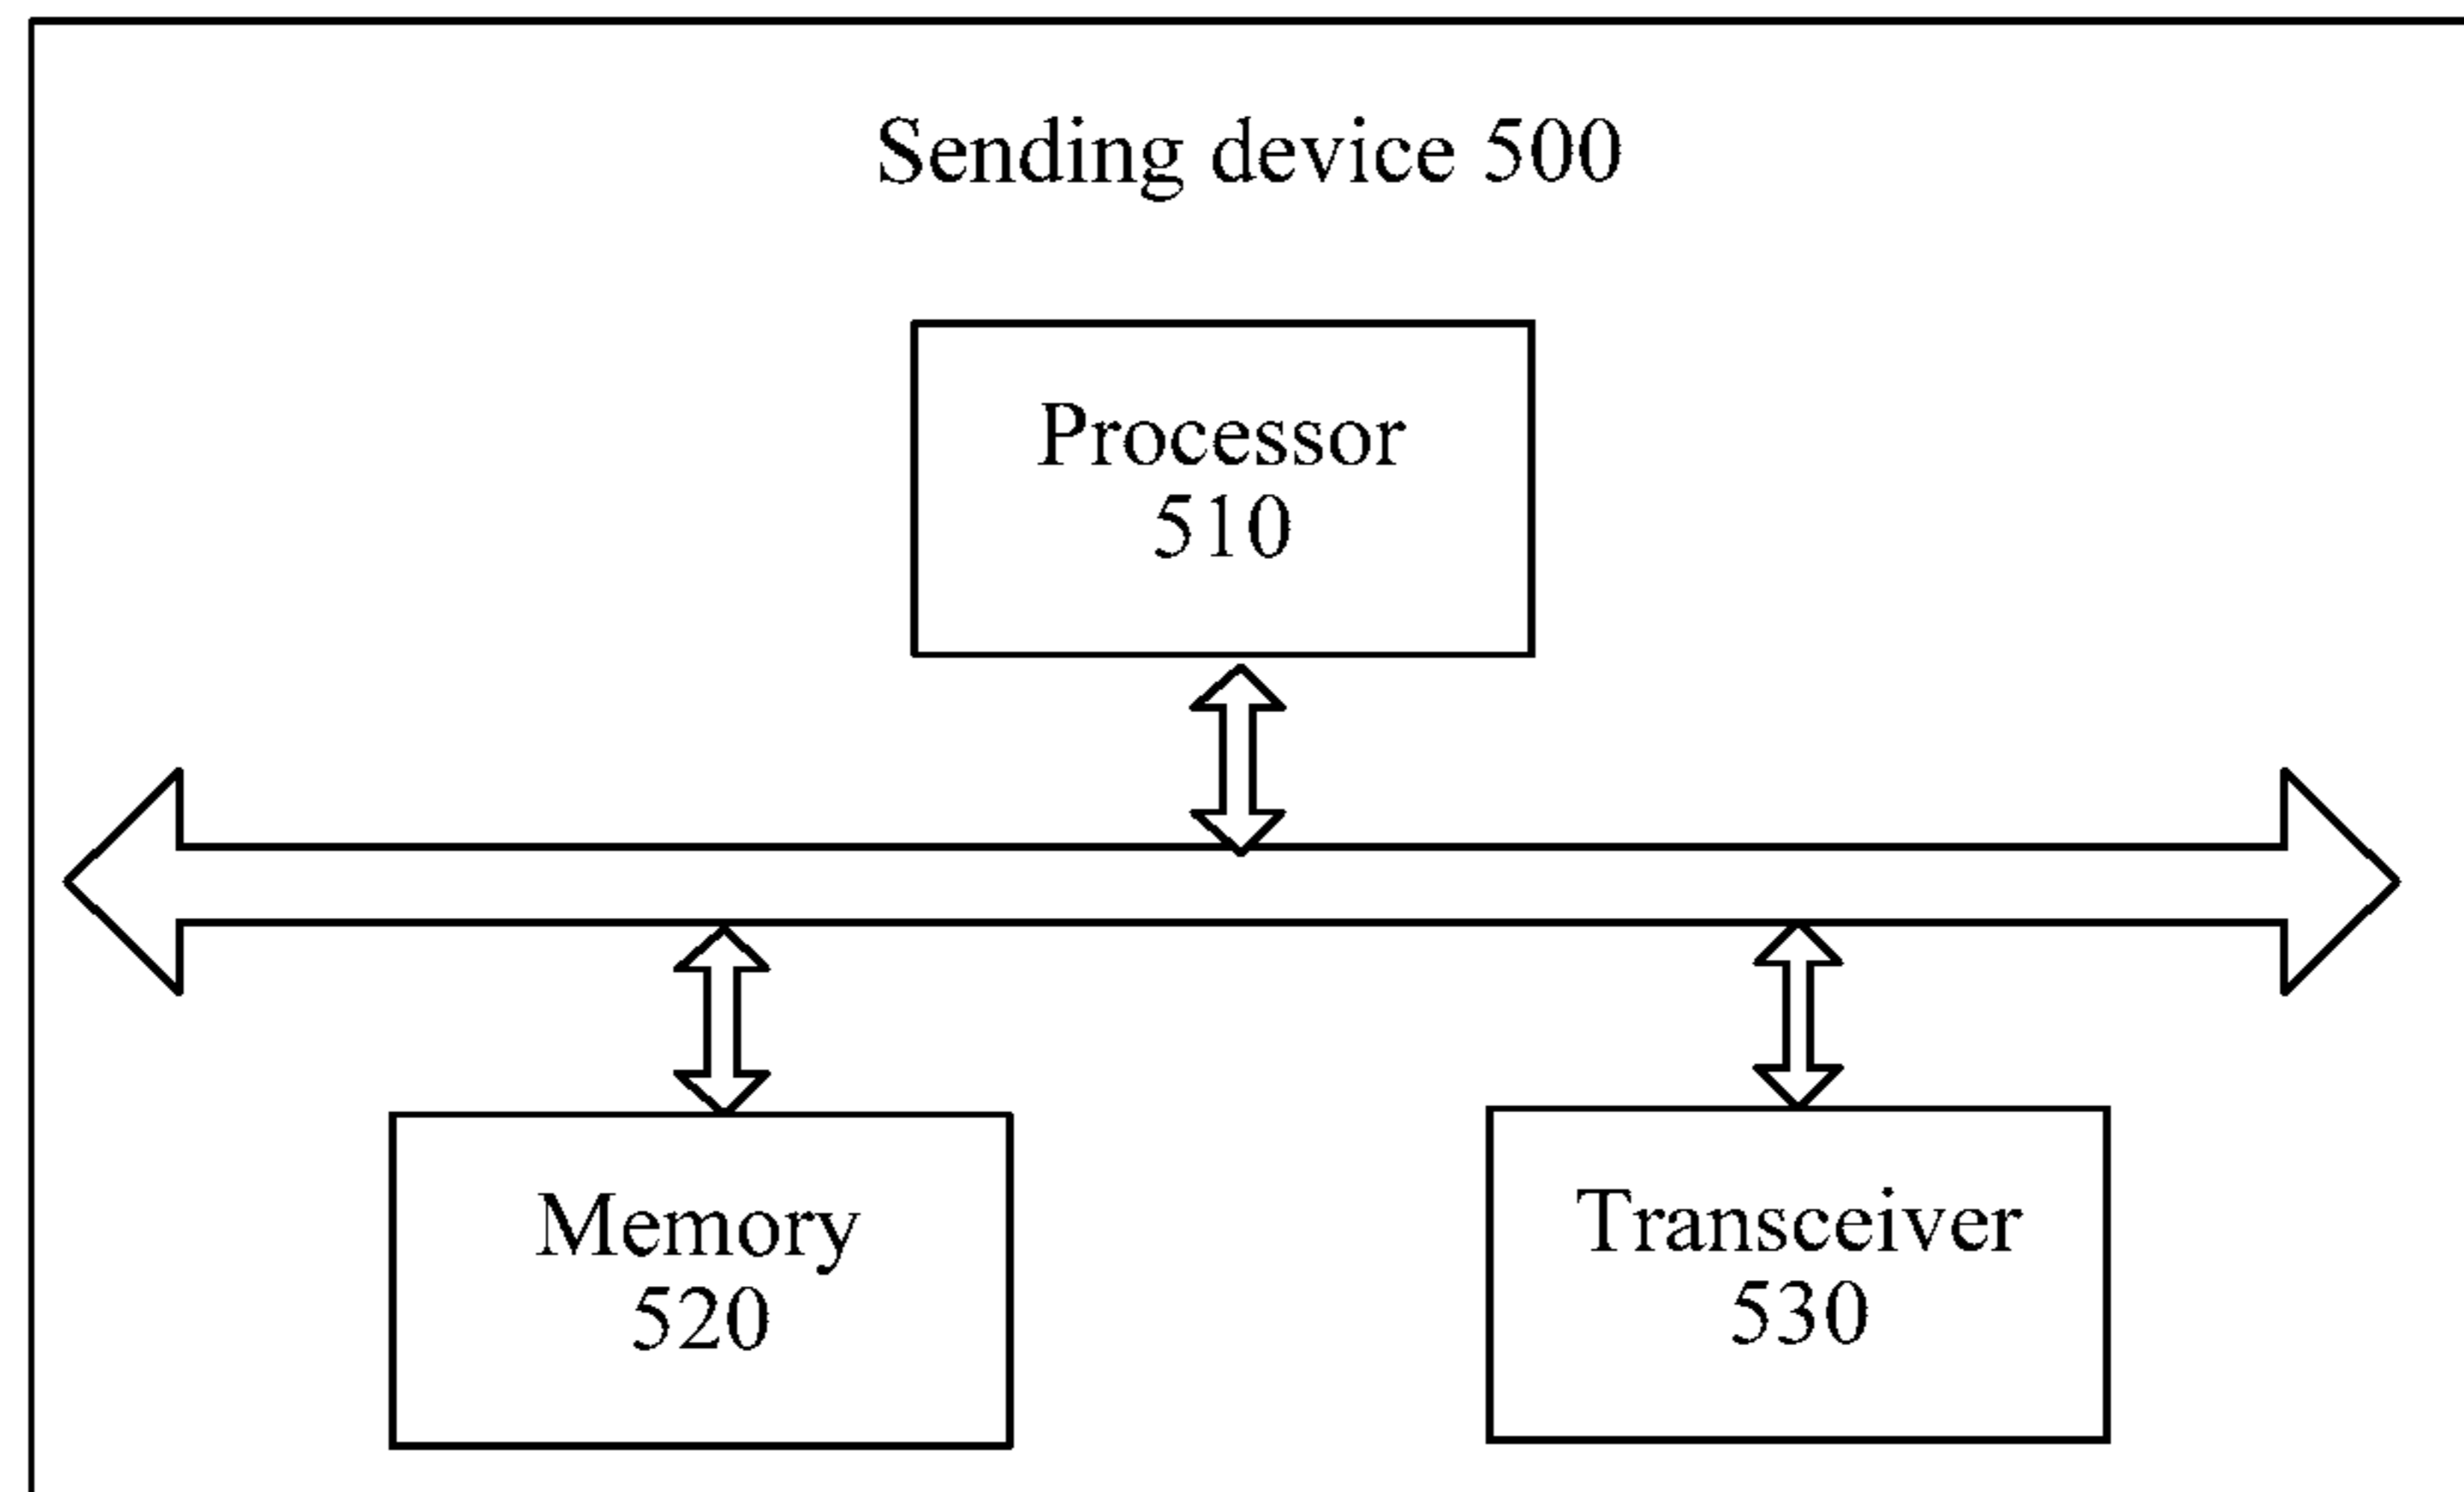 Sending device 500
Processor
510
Memory
520
Transceiver
530